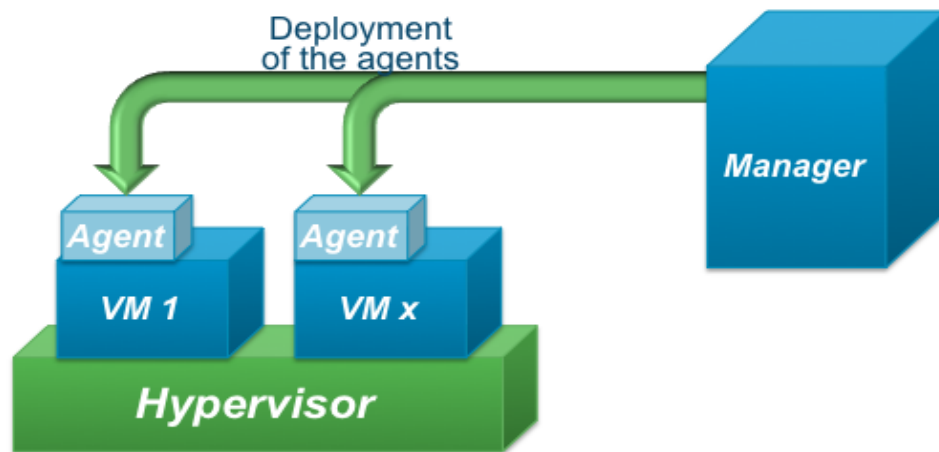 Deployment
of the agents
Manager
Agent
Agent
VM 1
VM x
Hypervisor